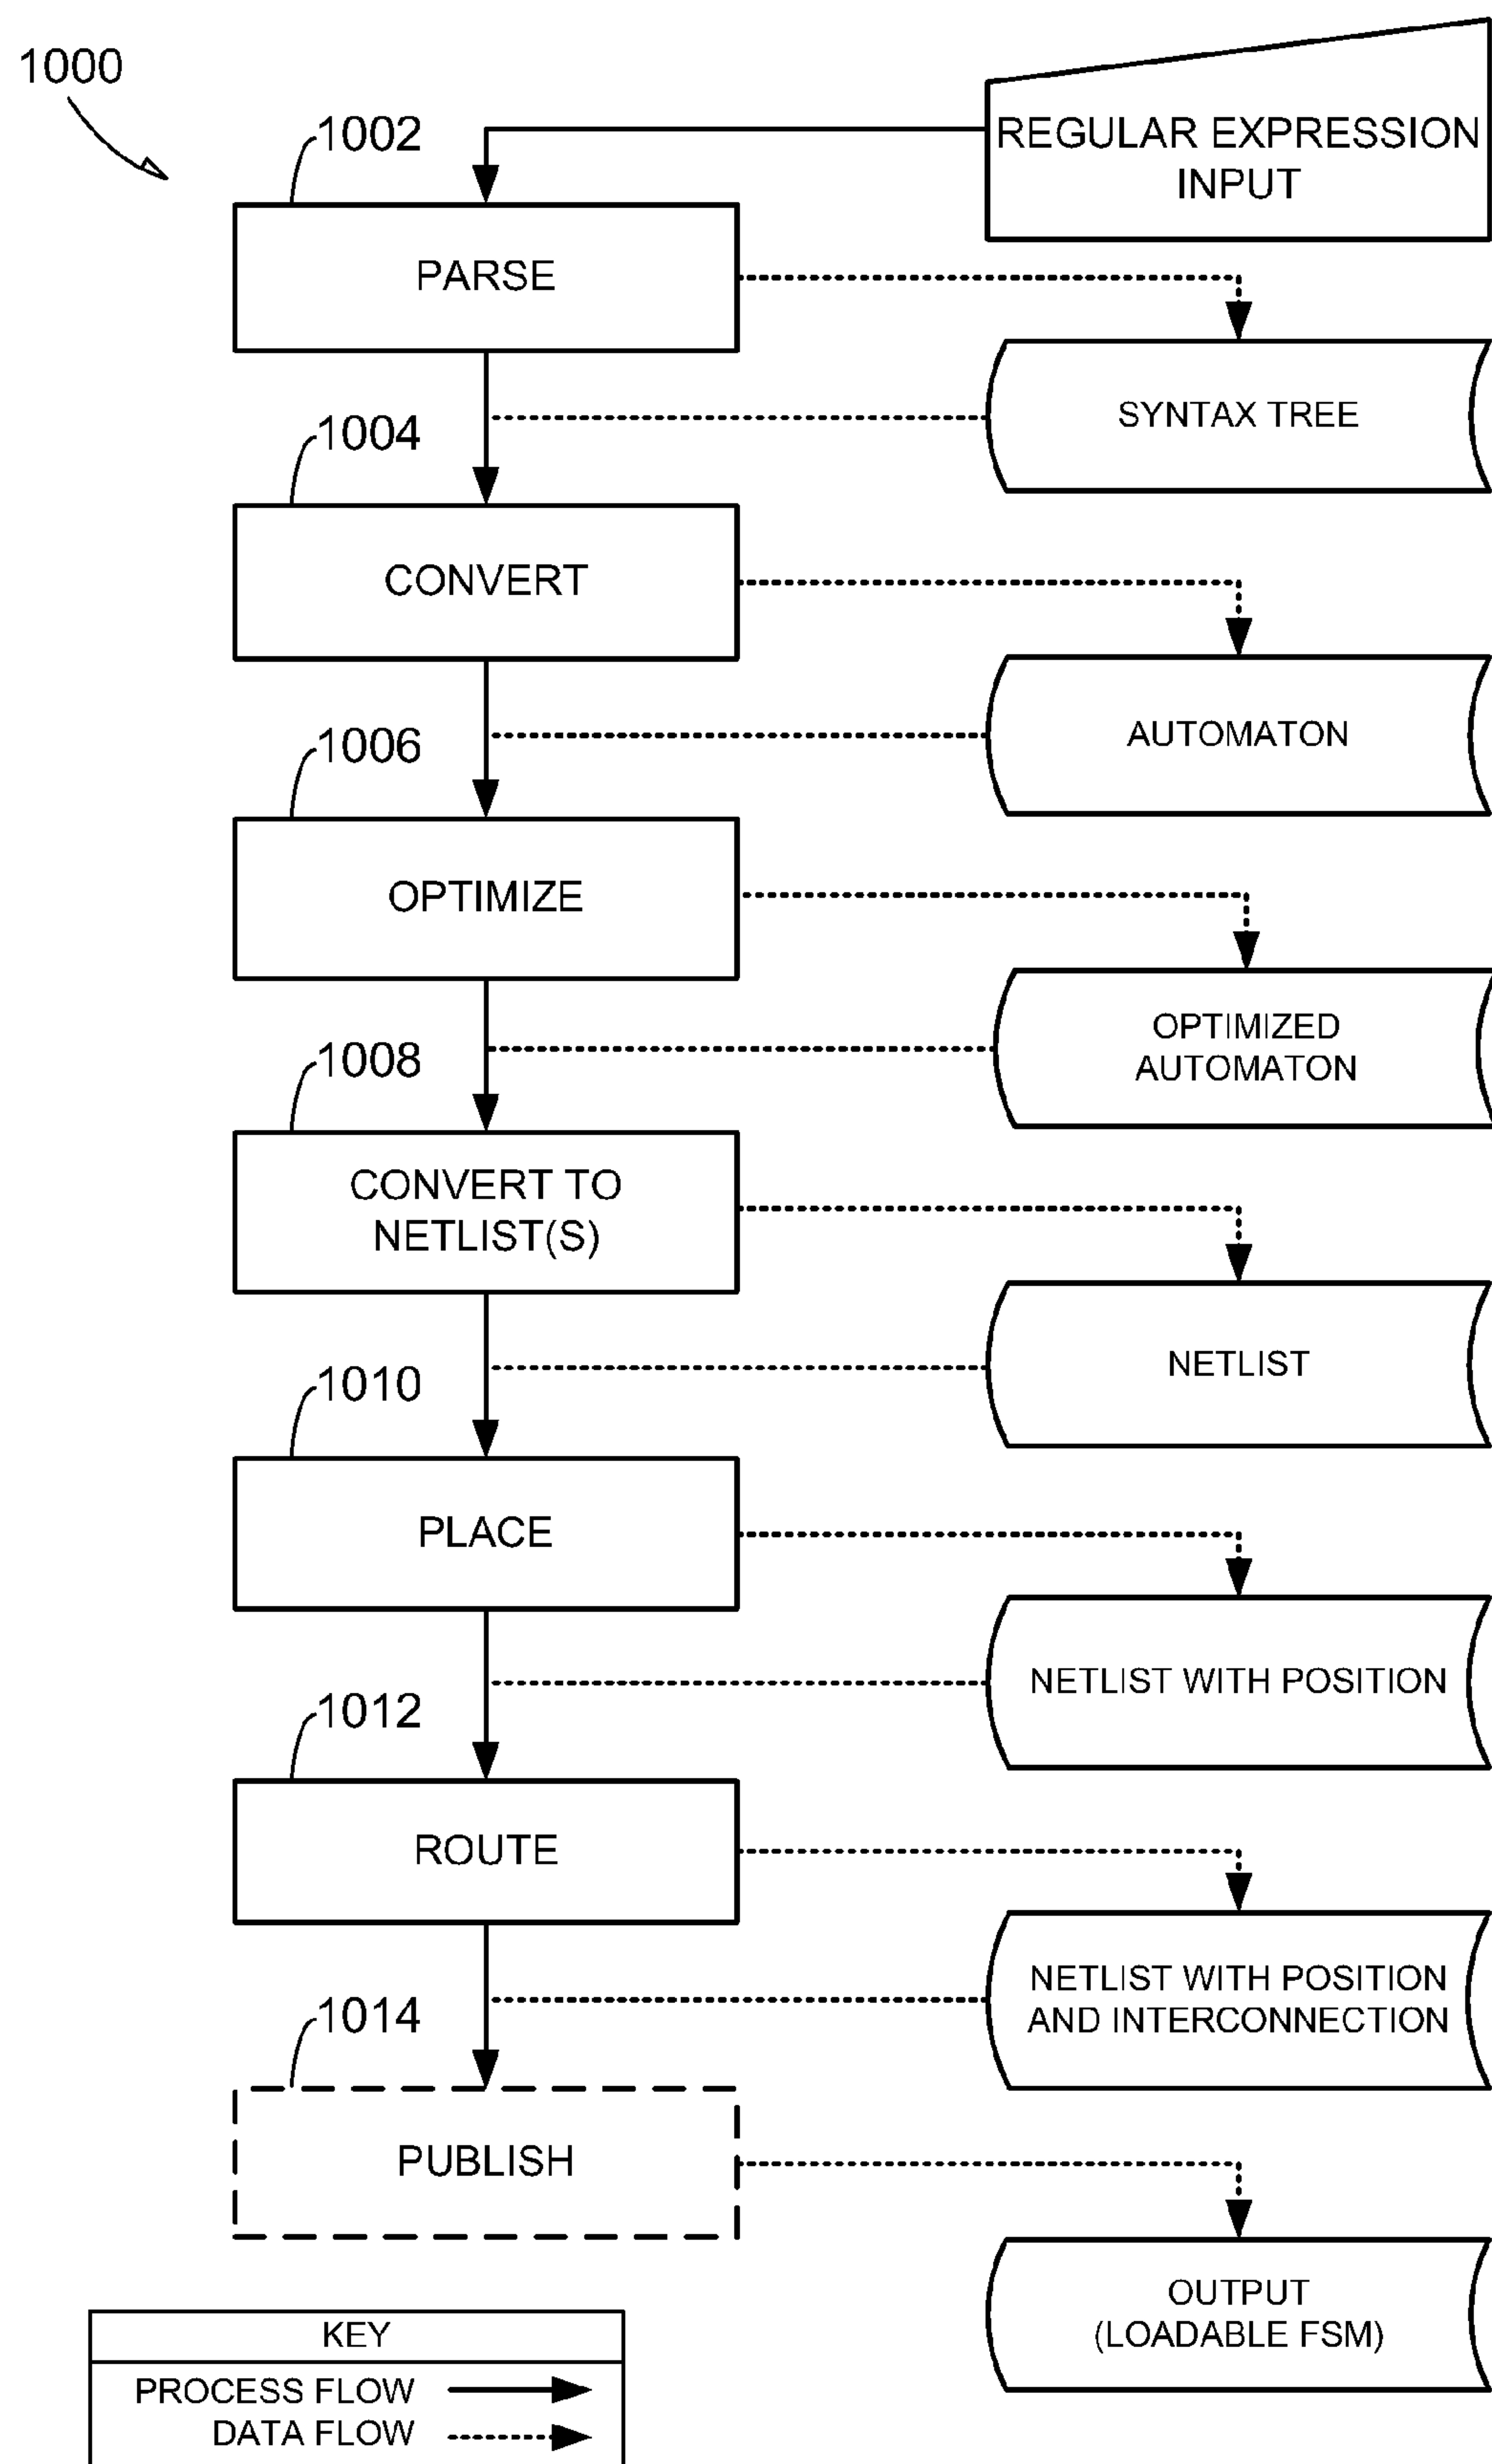 1000
1002
REGULAR EXPRESSION
INPUT
PARSE
SYNTAX TREE
1004
CONVERT
AUTOMATON
1006
OPTIMIZE
OPTIMIZED
AUTOMATON
1008
CONVERT TO
NETLIST(S)
NETLIST
1010
PLACE
NETLIST WITH POSITION
1012
ROUTE
NETLIST WITH POSITION
AND INTERCONNECTION
1014
PUBLISH
OUTPUT
(LOADABLE FSM)
KEY
PROCESS FLOW
DATA FLOW